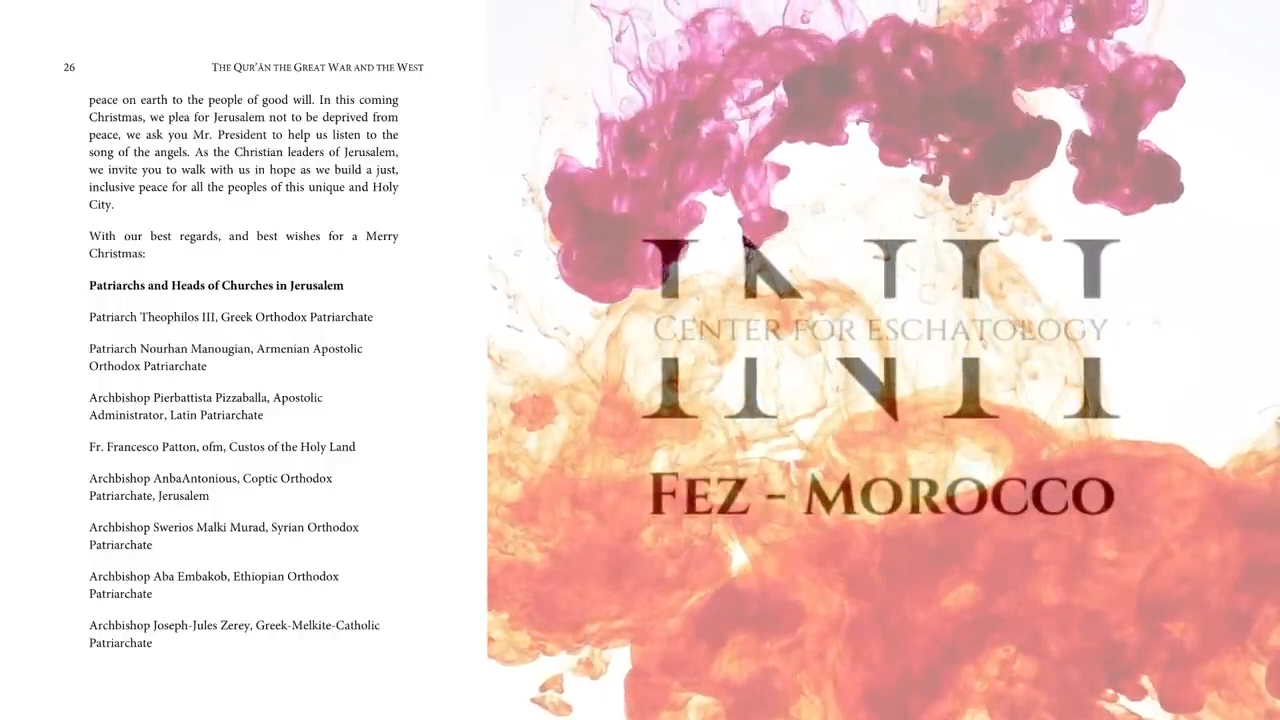 26 THE QUR'ĀN THE GREAT WAR AND THE WEST
peace on earth to the people of good will. In this coming
Christmas, we plea for Jerusalem not to be deprived from
peace, we ask you Mr. President to help us listen to the
song of the angels. As the Christian leaders of Jerusalem,
we invite you to walk with us in hope as we build a just,
inclusive peace for all the peoples of this unique and Holy
City.
With our best regards, and best wishes for a Merry
Christmas:
Patriarchs and Heads of Churches in Jerusalem
Patriarch Theophilos III, Greek Orthodox Patriarchate
Patriarch Nourhan Manougian, Armenian Apostolic
Orthodox Patriarchate
Archbishop Pierbattista Pizzaballa, Apostolic
Administrator, Latin Patriarchate
Fr. Francesco Patton, ofm, Custos of the Holy Land
Archbishop AnbaAntonious, Coptic Orthodox
Patriarchate, Jerusalem
Archbishop Swerios Malki Murad, Syrian Orthodox
Patriarchate
Archbishop Aba Embakob, Ethiopian Orthodox
Patriarchate
Archbishop Joseph-Jules Zerey, Greek-Melkite-Catholic
Patriarchate
CENTER FOR ESCHATOLOGY
FEZ - MOROCCO